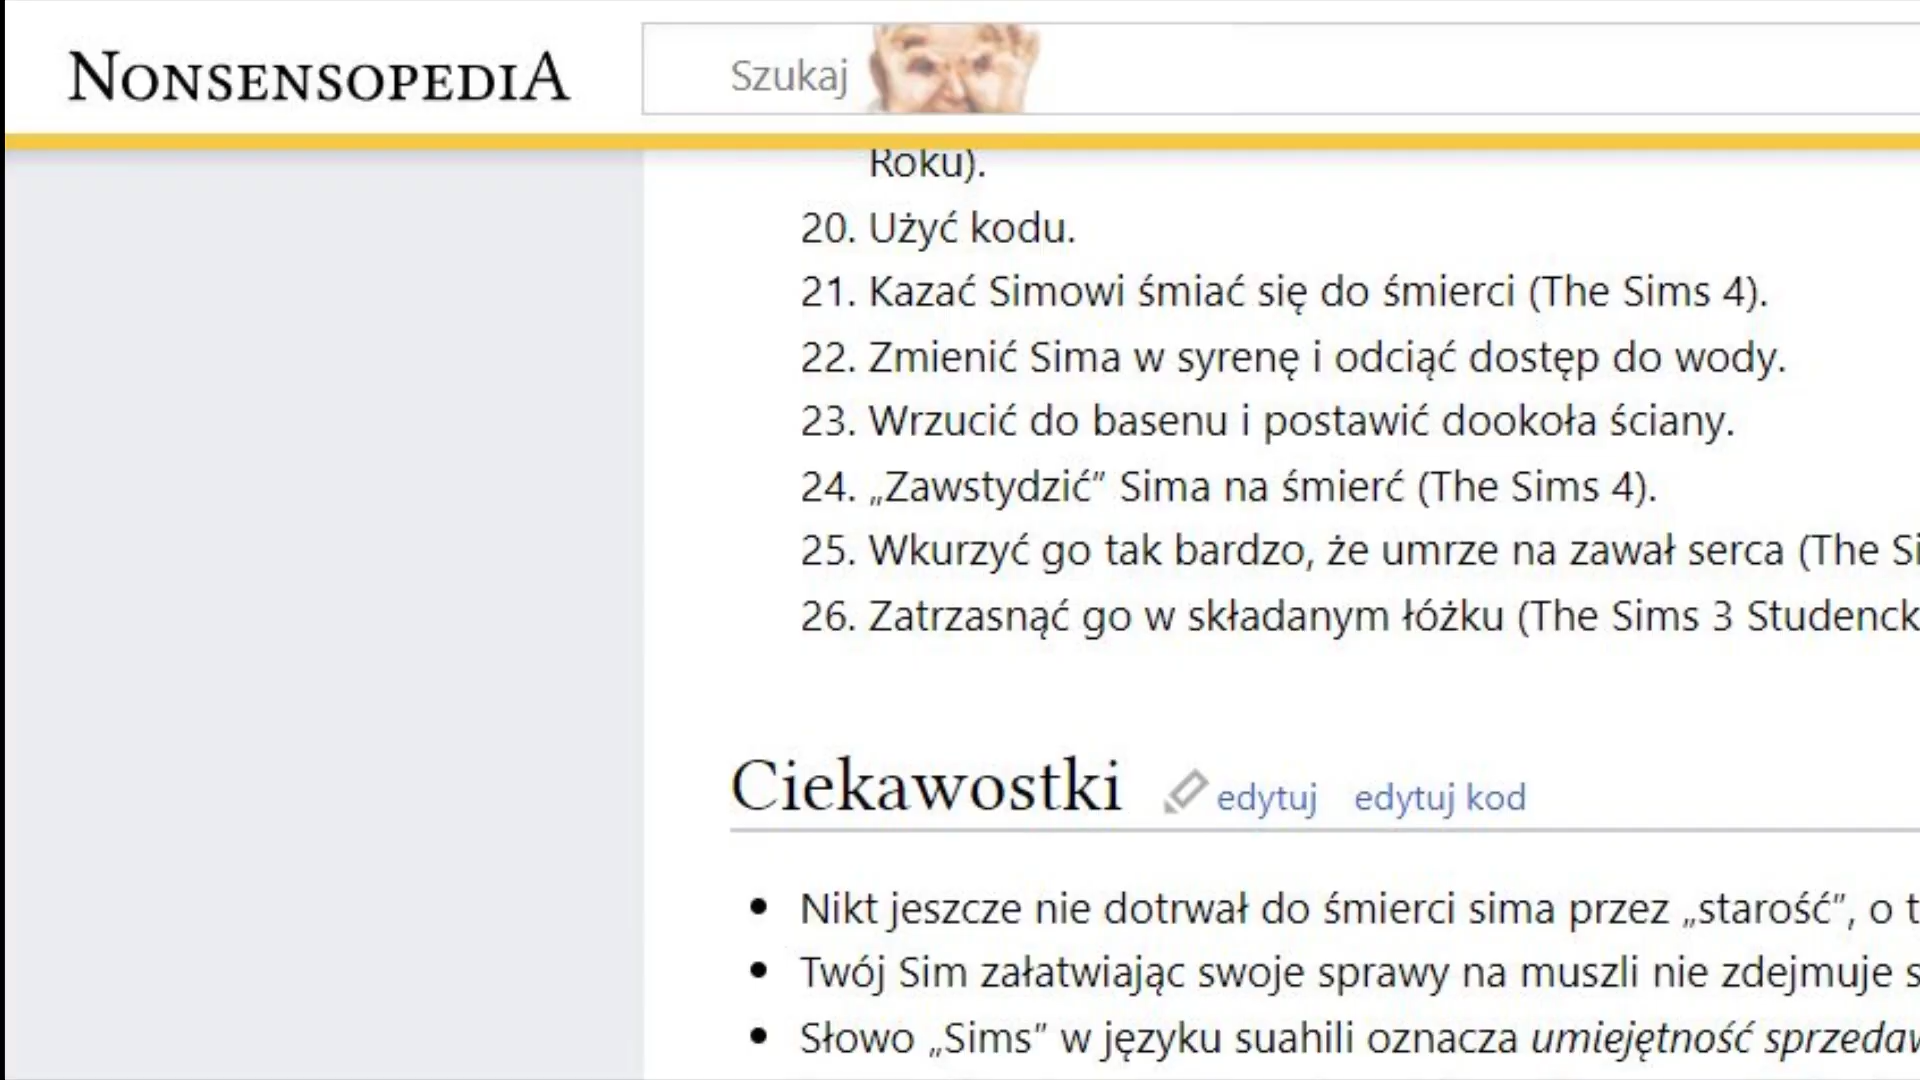 NONSENSOPEDIA
Szukaj
Roku).
20. Użyć kodu.
21. Kazać Simowi śmiać się do śmierci (The Sims 4).
22. Zmienić Sima w syrenę i odciąć dostęp do wody.
23. Wrzucić do basenu i postawić dookoła ściany.
24. „Zawstydzić” Sima na śmierć (The Sims 4).
25. Wkurzyć go tak bardzo, że umrze na zawał serca (The Si
26. Zatrzasnąć go w składanym łóżku (The Sims 3 Studenck
Ciekawostki edytuj edytuj kod
• Nikt jeszcze nie dotrwał do śmierci sima przez „starość”, o t
• Twój Sim załatwiając swoje sprawy na muszli nie zdejmuje s
• Słowo „Sims” w języku suahili oznacza umiejętność sprzedaw